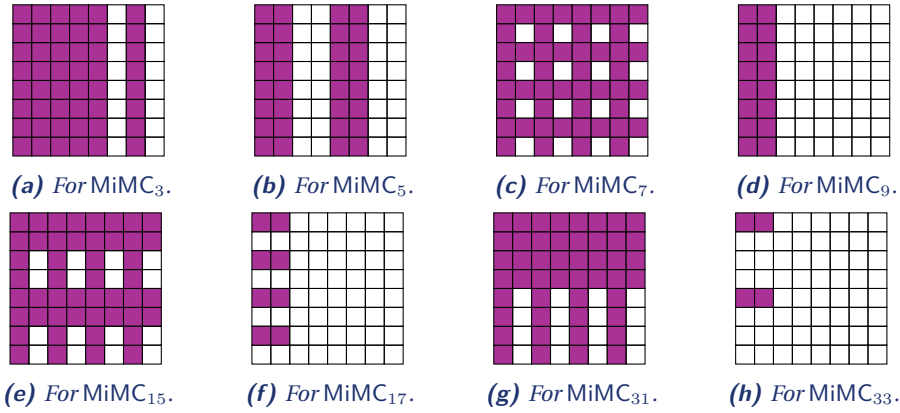 (a) For MiMC₃. (b) For MiMC₅. (c) For MiMC₇. (d) For MiMC₉.
(e) For MiMC₁₅. (f) For MiMC₁₇. (g) For MiMC₃₁. (h) For MiMC₃₃.